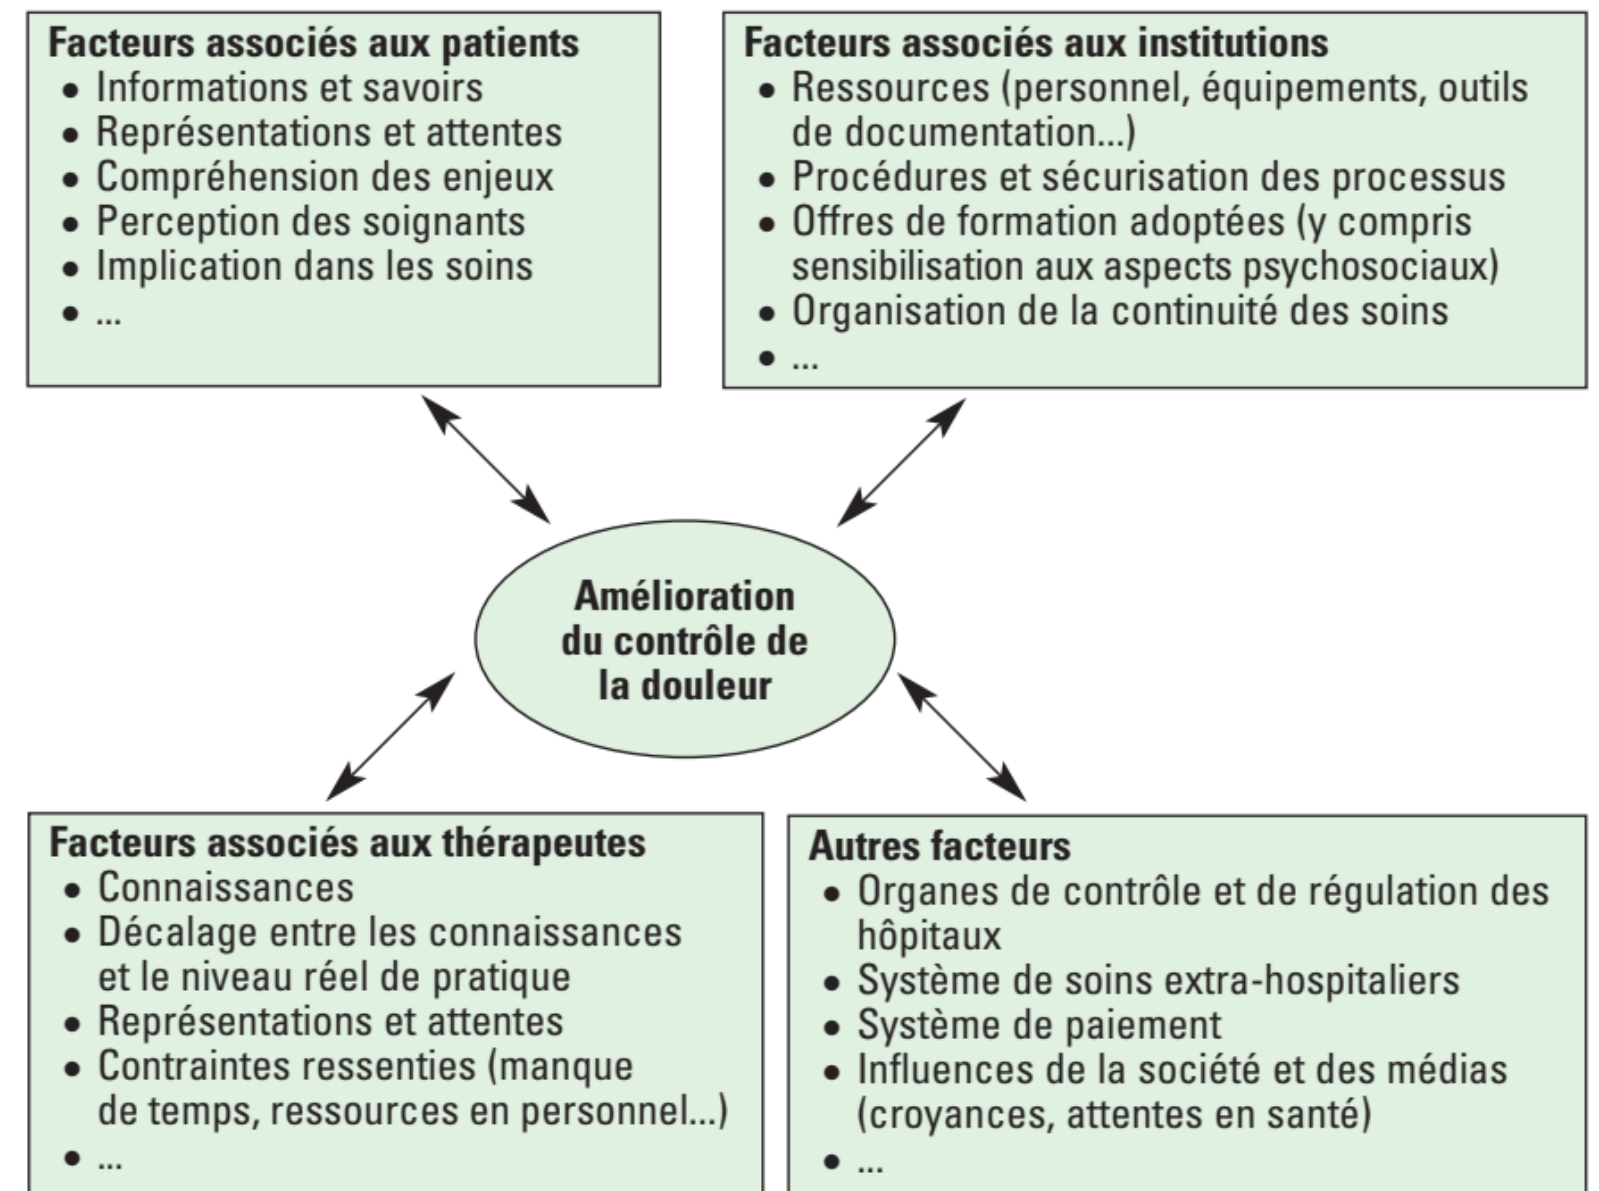 Facteurs associés aux patients
• Informations et savoirs
• Représentations et attentes
• Compréhension des enjeux
• Perception des soignants
• Implication dans les soins
• ...
Facteurs associés aux institutions
• Ressources (personnel, équipements, outils
de documentation...)
• Procédures et sécurisation des processus
• Offres de formation adoptées (y compris
sensibilisation aux aspects psychosociaux)
• Organisation de la continuité des soins
• ...
Amélioration
du contrôle de
la douleur
Facteurs associés aux thérapeutes
• Connaissances
• Décalage entre les connaissances
et le niveau réel de pratique
• Représentations et attentes
• Contraintes ressenties (manque
de temps, ressources en personnel...)
• ...
Autres facteurs
• Organes de contrôle et de régulation des
hôpitaux
• Système de soins extra-hospitaliers
• Système de paiement
• Influences de la société et des médias
(croyances, attentes en santé)
• ...